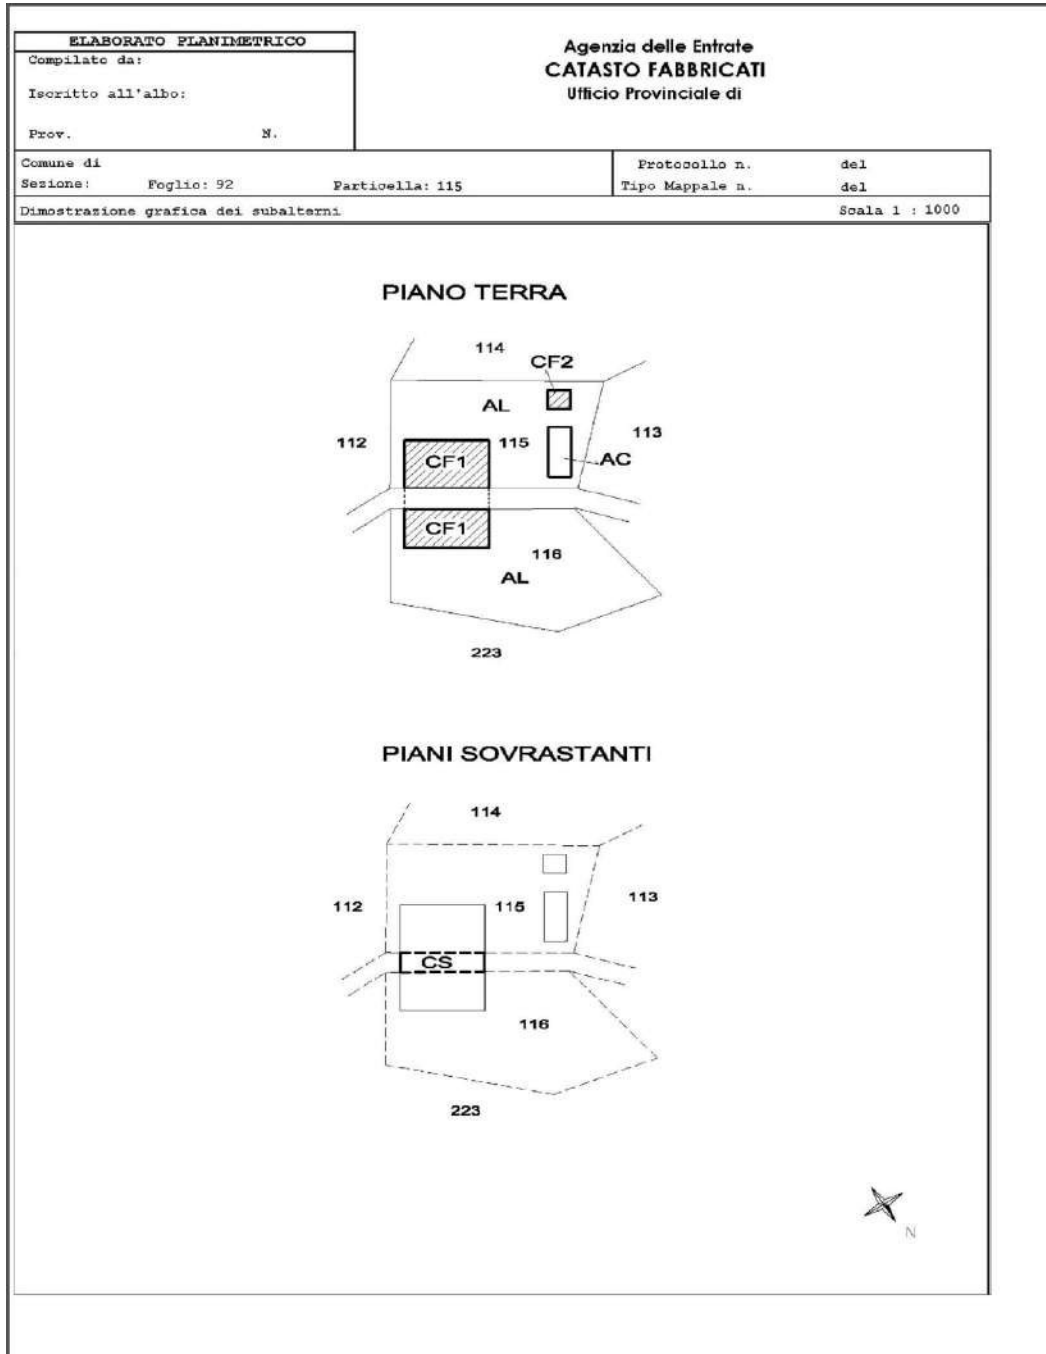 ELABORATO PLANIMETRICO
Compilato da:
Iscritto all'albo:
Prov. N.
Agenzia delle Entrate
CATASTO FABBRICATI
Ufficio Provinciale di
Comune di
Sezione: Foglio: 92 Particella: 115
Protocollo n. del
Tipo Mappale n. del
Dimostrazione grafica dei subalterni Scala 1 : 1000
PIANO TERRA
114
CF2
AL
112
115
113
CF1
AC
CF1
116
AL
223
PIANI SOVRASTANTI
114
112
115
113
CS
116
223
N